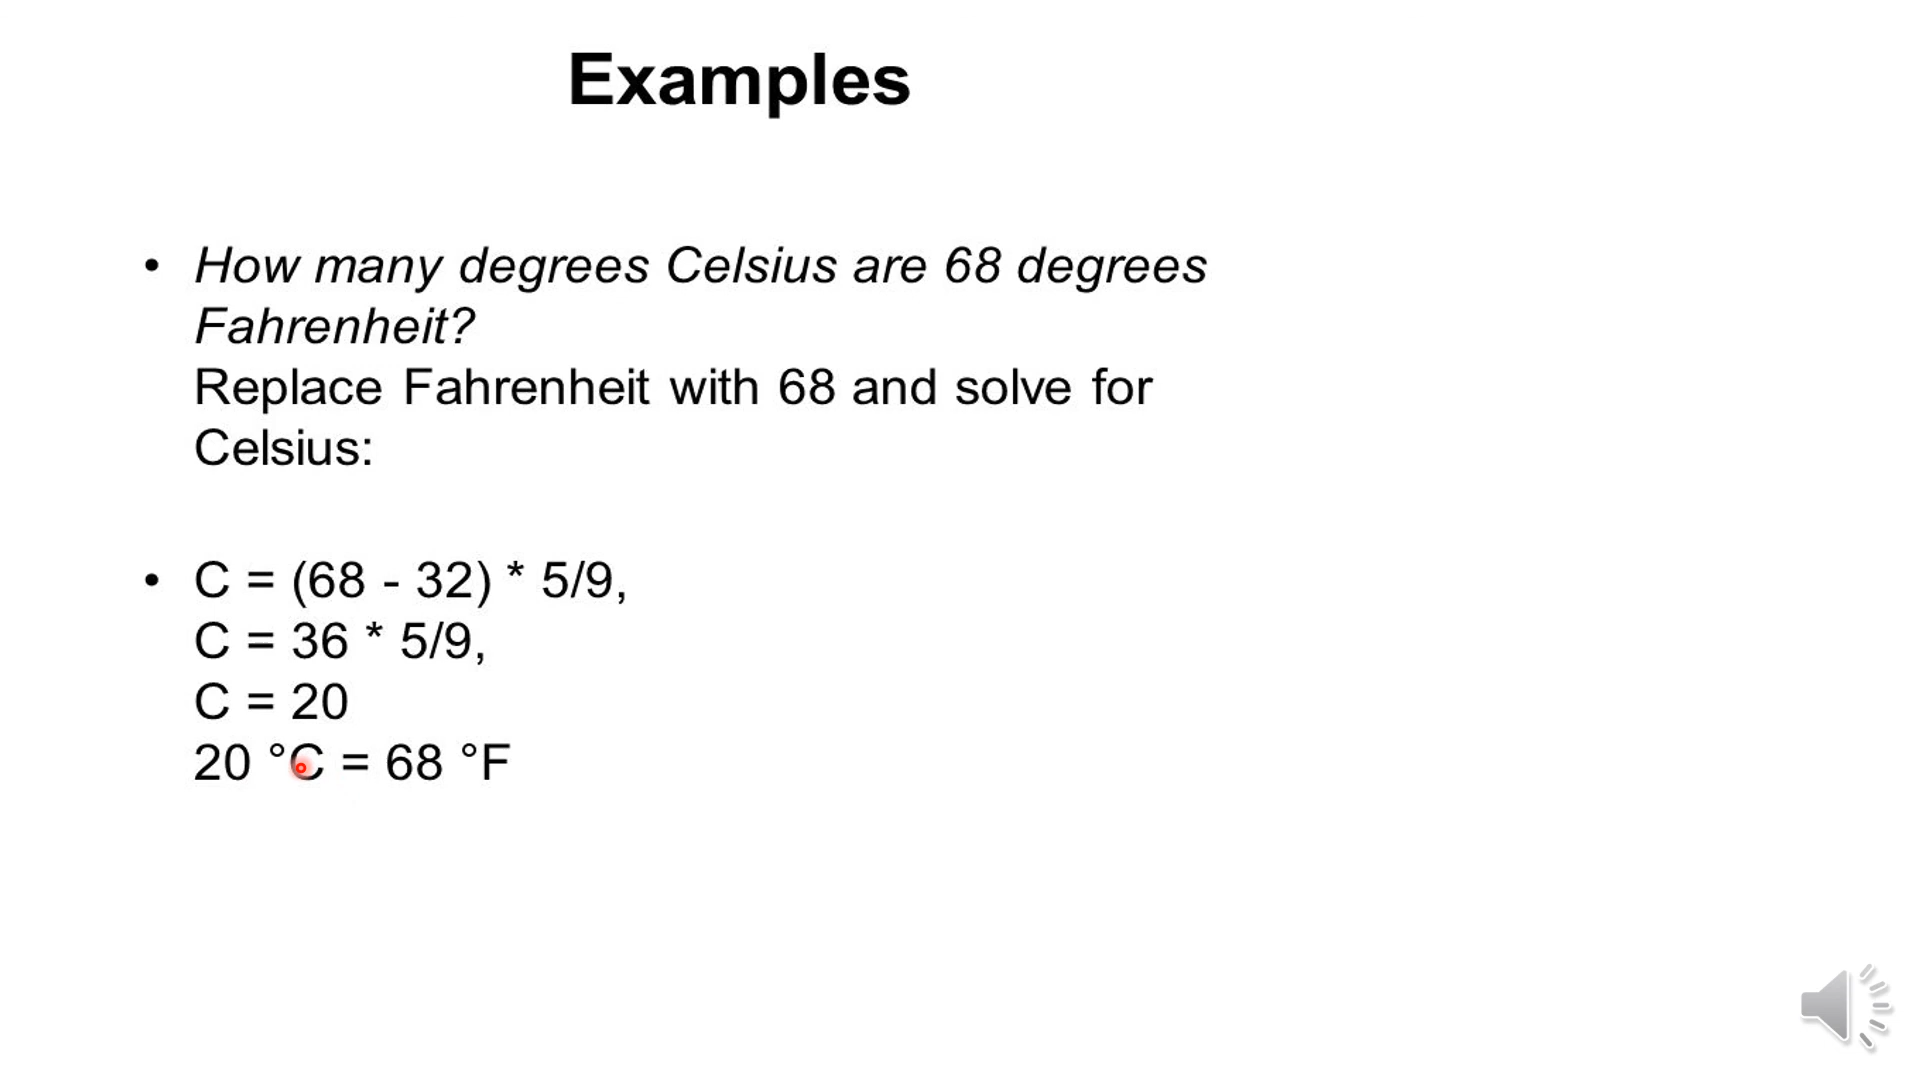 Examples
• How many degrees Celsius are 68 degrees
Fahrenheit?
Replace Fahrenheit with 68 and solve for
Celsius:
• C = (68 - 32) * 5/9,
C = 36 * 5/9,
C = 20
20 °C = 68 °F